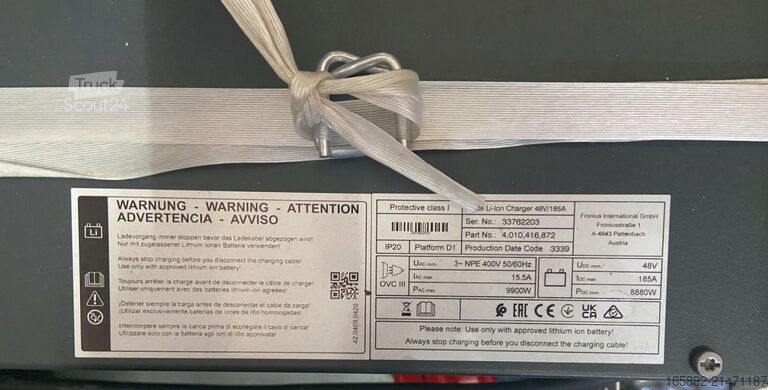 Truck
Scout24
WARNUNG - WARNING - ATTENTION
ADVERTENCIA - AVVISO
Ladevorgang immer stoppen bevor das Ladekabel abgezogen wird!
Nur mit zugelassener Lithium Ionen Batterie verwenden!
Always stop charging before you disconnect the charging cable!
Use only with approved lithium ion battery!
Toujours arrêter la charge avant de déconnecter le câble de charge!
Utiliser uniquement avec des batteries lithium-ion agréées!
¡Detener siempre la carga antes de desconectar el cable de carga!
¡Utilizar exclusivamente baterías de iones de litio homologadas!
Interrompere sempre la carica prima di scollegare il cavo di carica!
Utilizzare solo con la batteria agli ioni di litio approvata!
42,0409,0420
Li
Protective class I
Li-Ion Charger 48V/185A
Ser. No.: 33762203
Part No.: 4,010,416,872
IP20 Platform D1 Production Date Code 3339
Fronius International GmbH
Froniusstraße 1
A-4643 Pettenbach
Austria
OVC III
UAC nom. 3~ NPE 400V 50/60Hz
IAC max 15.5A
PAC max 9900W
UDC nom. 48V
IDC max 185A
PDC nom. 8880W
EAC CE UKCA
Please note: Use only with approved lithium ion battery!
Always stop charging before you disconnect the charging cable!
165892-21471187